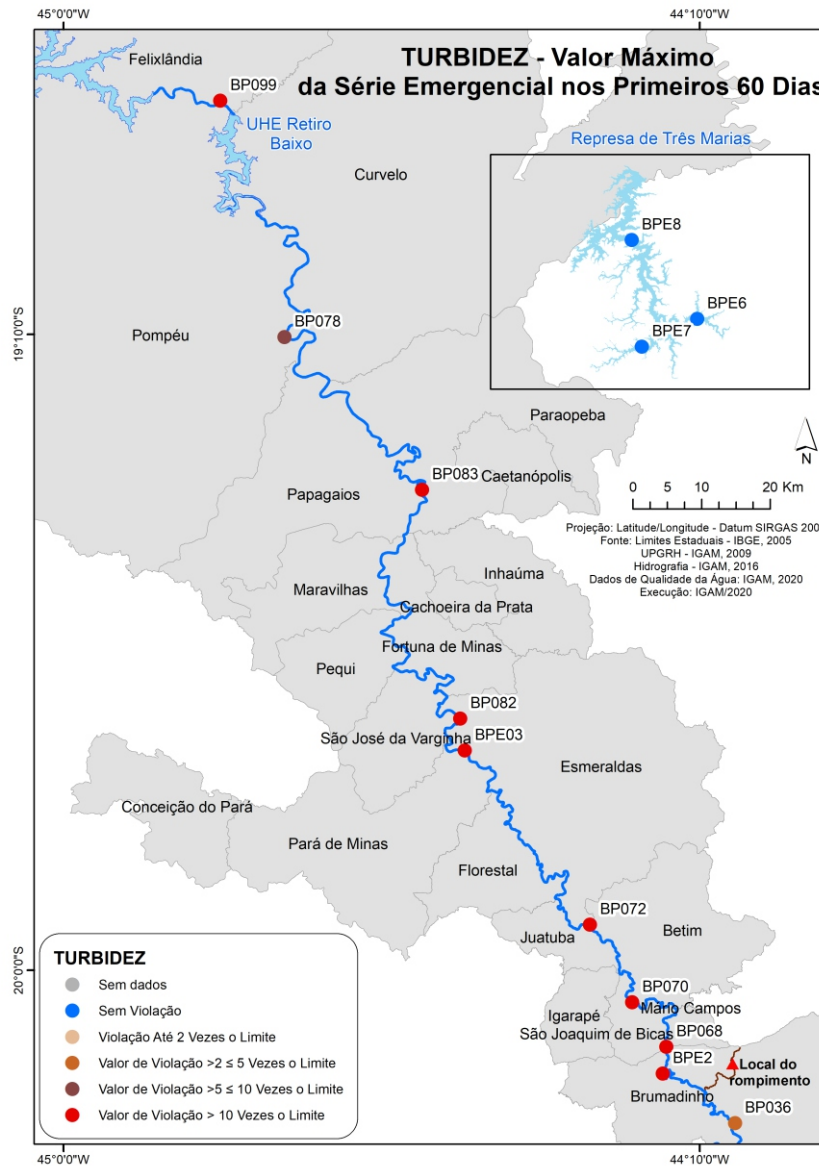 45°0'0"W
44°10'0"W
TURBIDEZ - Valor Máximo
da Série Emergencial nos Primeiros 60 Dias
Felixlândia
BP099
UHE Retiro
Baixo
Represa de Três Marias
Curvelo
BPE8
BPE6
BPE7
BP078
Pompéu
19°10'0"S
Paraopeba
N
BP083
Caetanópolis
Papagaios
0 5 10 20 Km
Projeção: Latitude/Longitude - Datum SIRGAS 200
Fonte: Limites Estaduais - IBGE, 2005
UPGRH - IGAM, 2009
Hidrografia - IGAM, 2016
Dados de Qualidade da Água: IGAM, 2020
Execução: IGAM/2020
Inhaúma
Maravilhas
Cachoeira da Prata
Fortuna de Minas
Pequi
BP082
São José da Varginha
BPE03
Esmeraldas
Conceição do Pará
Pará de Minas
Florestal
BP072
Juatuba
Betim
20°0'0"S
BP070
Mário Campos
Igarapé
São Joaquim de Bicas
BP068
BPE2
Local do
rompimento
Brumadinho
BP036
TURBIDEZ
Sem dados
Sem Violação
Violação Até 2 Vezes o Limite
Valor de Violação >2 ≤ 5 Vezes o Limite
Valor de Violação >5 ≤ 10 Vezes o Limite
Valor de Violação > 10 Vezes o Limite
45°0'0"W
44°10'0"W